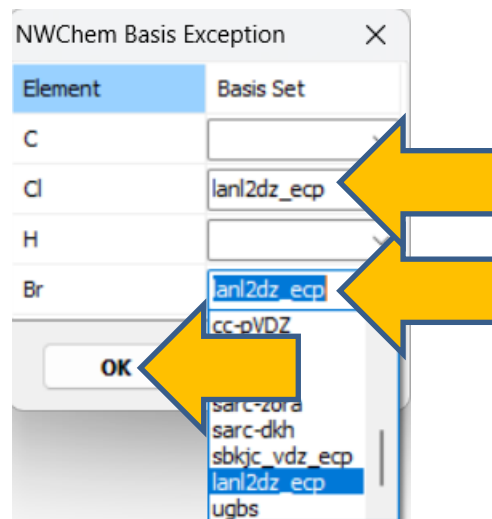 NWChem Basis Exception
Element Basis Set
C
Cl lanl2dz_ecp
H
Br lanl2dz_ecp
cc-pVDZ
OK
sarc-zora
sarc-dkh
sbkjc_vdz_ecp
lanl2dz_ecp
ugbs